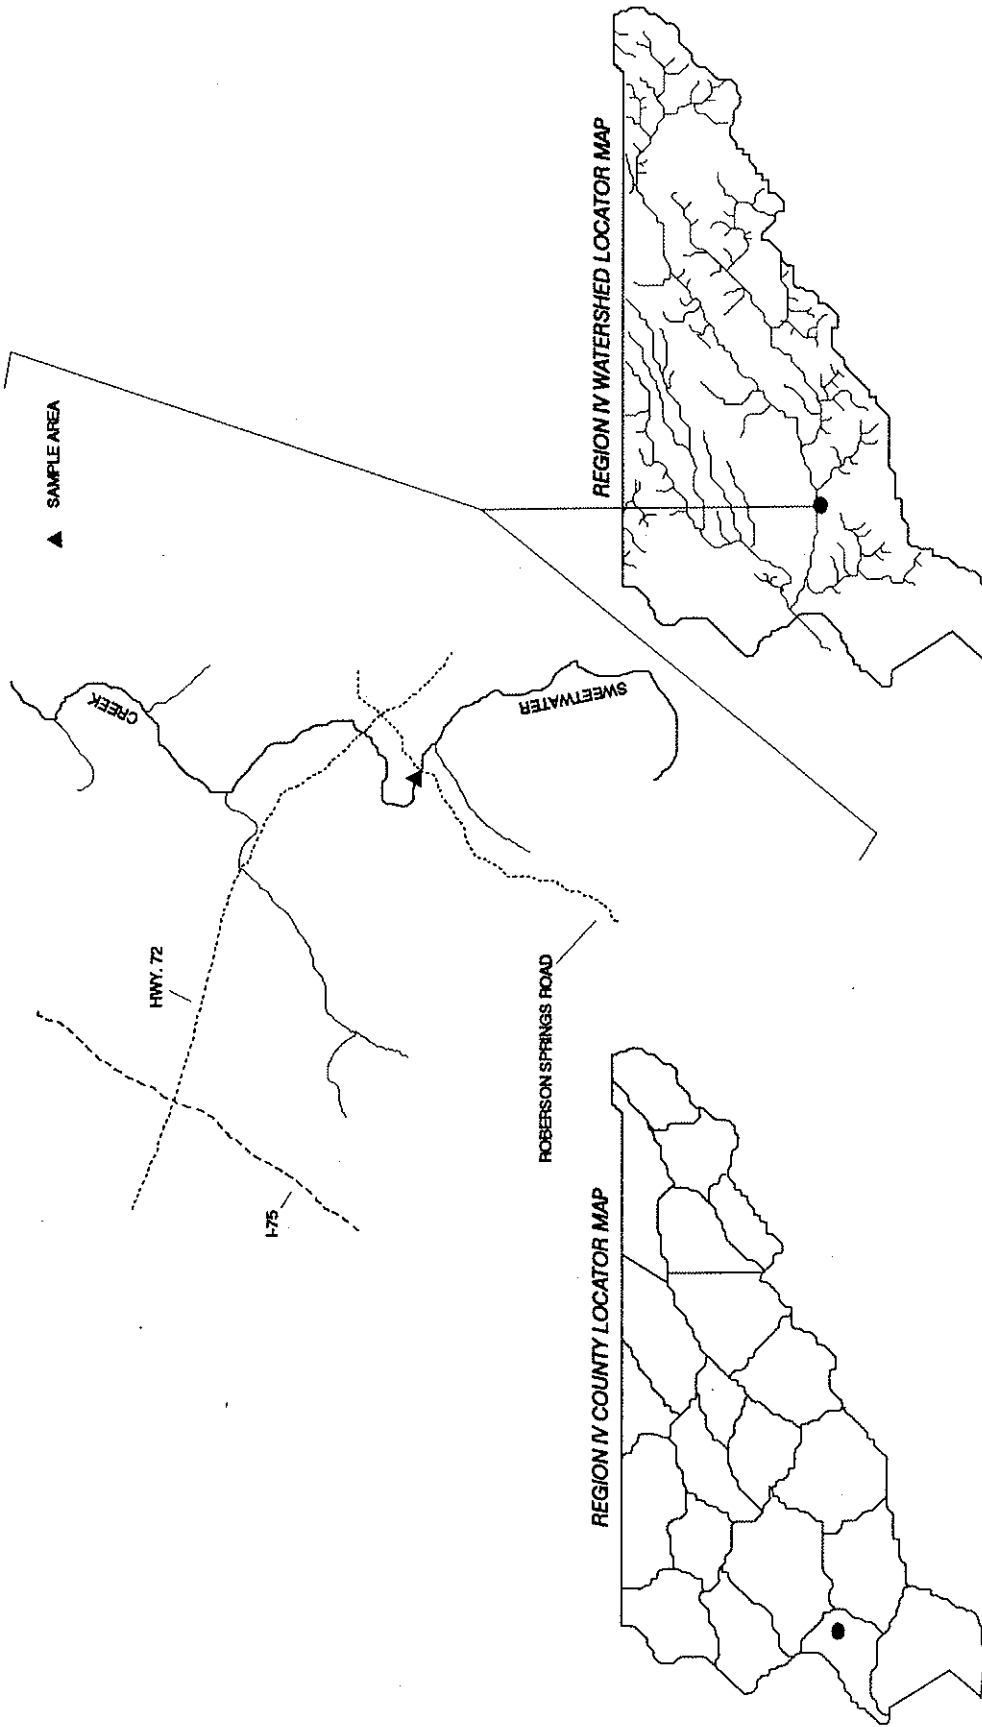 SAMPLE AREA
CREEK
SWEETWATER
HWY. 72
I-75
ROBERSON SPRINGS ROAD
REGION IV COUNTY LOCATOR MAP
REGION IV WATERSHED LOCATOR MAP